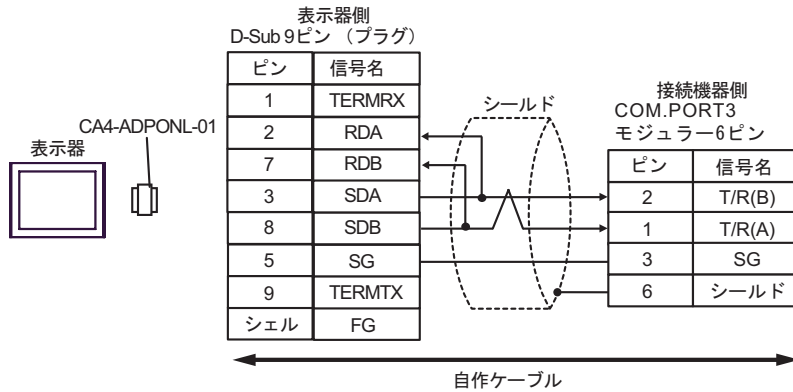 表示器側
D-Sub 9ピン （プラグ）
ピン 信号名
1 TERMRX
2 RDA
7 RDB
3 SDA
8 SDB
5 SG
9 TERMTX
シェル FG
CA4-ADPONL-01
表示器
シールド
接続機器側
COM.PORT3
モジュラー6ピン
ピン 信号名
2 T/R(B)
1 T/R(A)
3 SG
6 シールド
自作ケーブル